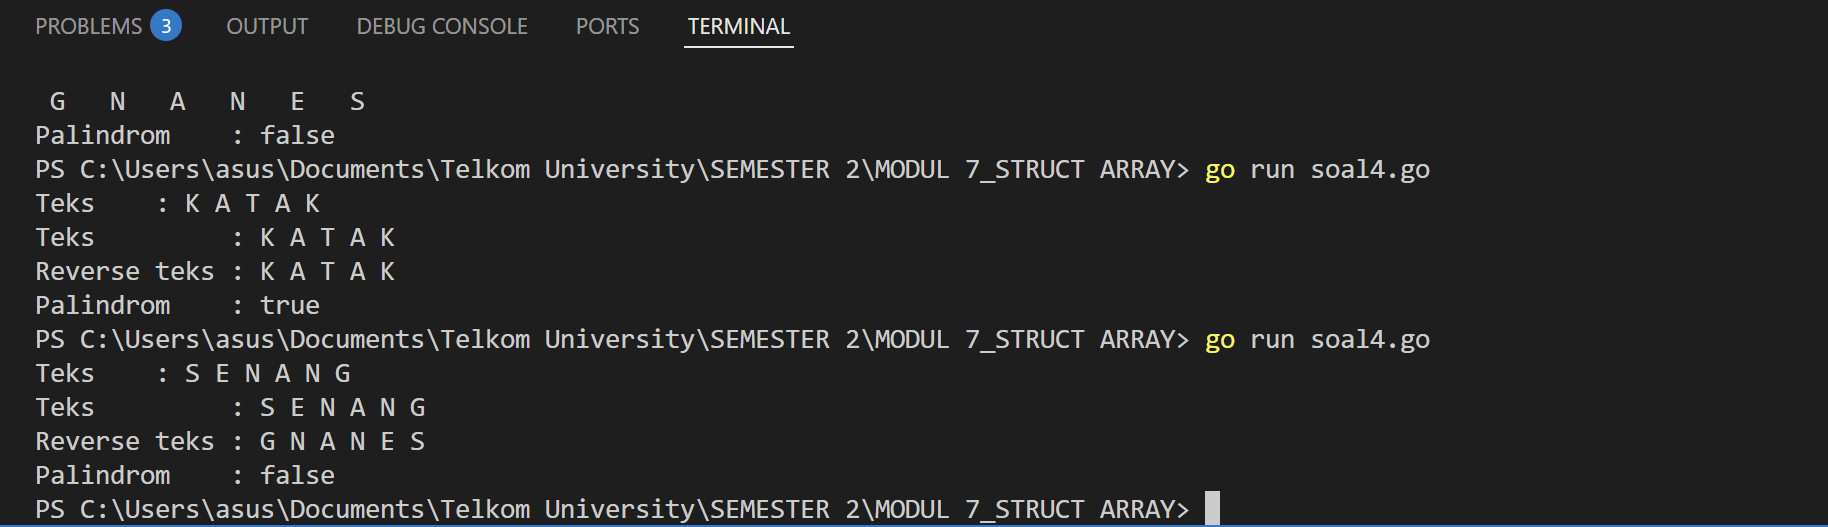 PROBLEMS 3 OUTPUT DEBUG CONSOLE PORTS TERMINAL
G   N   A   N   E   S
Palindrom    : false
PS C:\Users\asus\Documents\Telkom University\SEMESTER 2\MODUL 7_STRUCT ARRAY> go run soal4.go
Teks    : K A T A K
Teks         : K A T A K
Reverse teks : K A T A K
Palindrom    : true
PS C:\Users\asus\Documents\Telkom University\SEMESTER 2\MODUL 7_STRUCT ARRAY> go run soal4.go
Teks    : S E N A N G
Teks         : S E N A N G
Reverse teks : G N A N E S
Palindrom    : false
PS C:\Users\asus\Documents\Telkom University\SEMESTER 2\MODUL 7_STRUCT ARRAY>